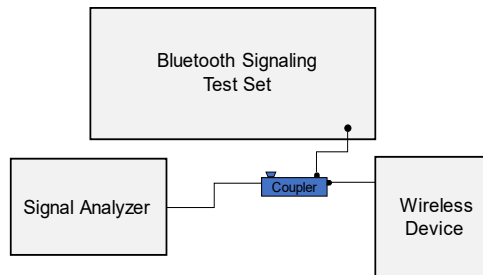 Bluetooth Signaling
Test Set
Coupler
Signal Analyzer
Wireless
Device